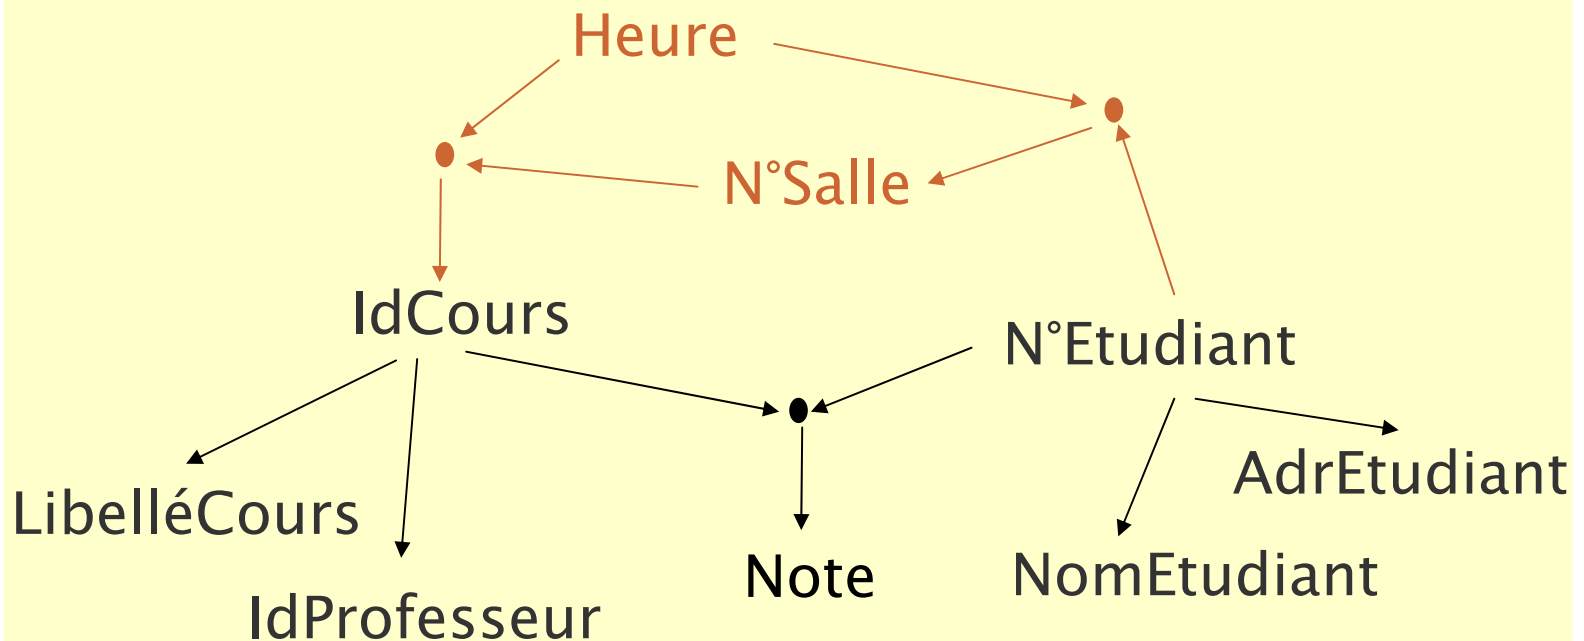 Heure
N°Salle
IdCours
N°Etudiant
AdrEtudiant
LibelléCours
Note
NomEtudiant
IdProfesseur